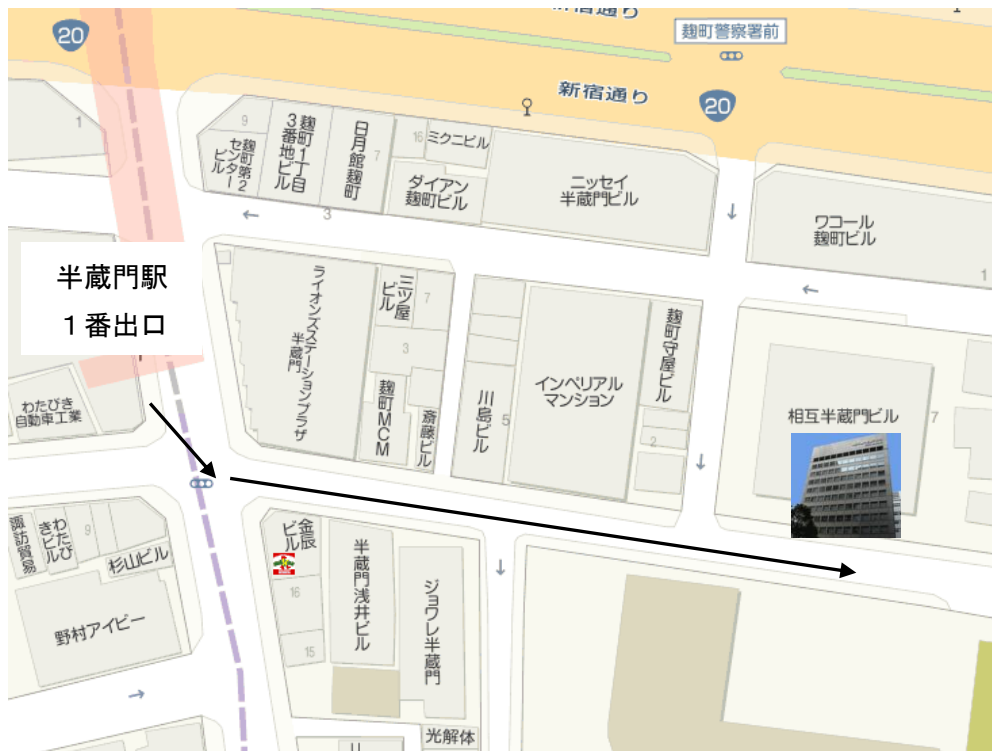 新宿通り
20
麹町警察署前
新宿通り
20
1
9
麹町第2
センター
ビル
麹町1丁目
3番地ビル
日月館麹町
7
16
ミクニビル
ダイアン
麹町ビル
ニッセイ
半蔵門ビル
3
ワコール
麹町ビル
1
半蔵門駅
１番出口
ライオンズステーションプラザ
半蔵門
三ツ屋
ビル
7
3
麹町MCM
斎藤ビル
川島ビル
5
インペリアル
マンション
麹町守屋ビル
2
相互半蔵門ビル
7
わたびき
自動車工業
諏訪貿易
わたび
きビル
9
杉山ビル
野村アイビー
金辰
ビル
16
15
半蔵門浅井ビル
ジョワレ半蔵門
光解体